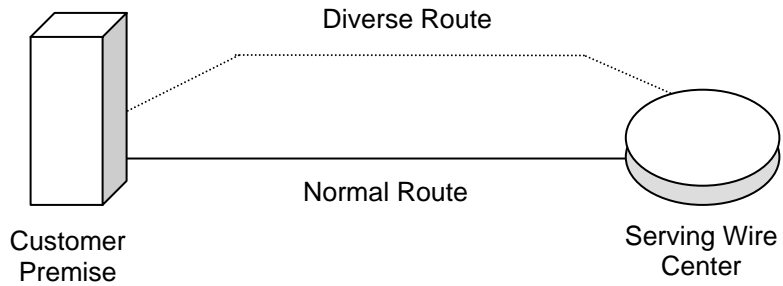 Diverse Route
Normal Route
Customer
Premise
Serving Wire
Center